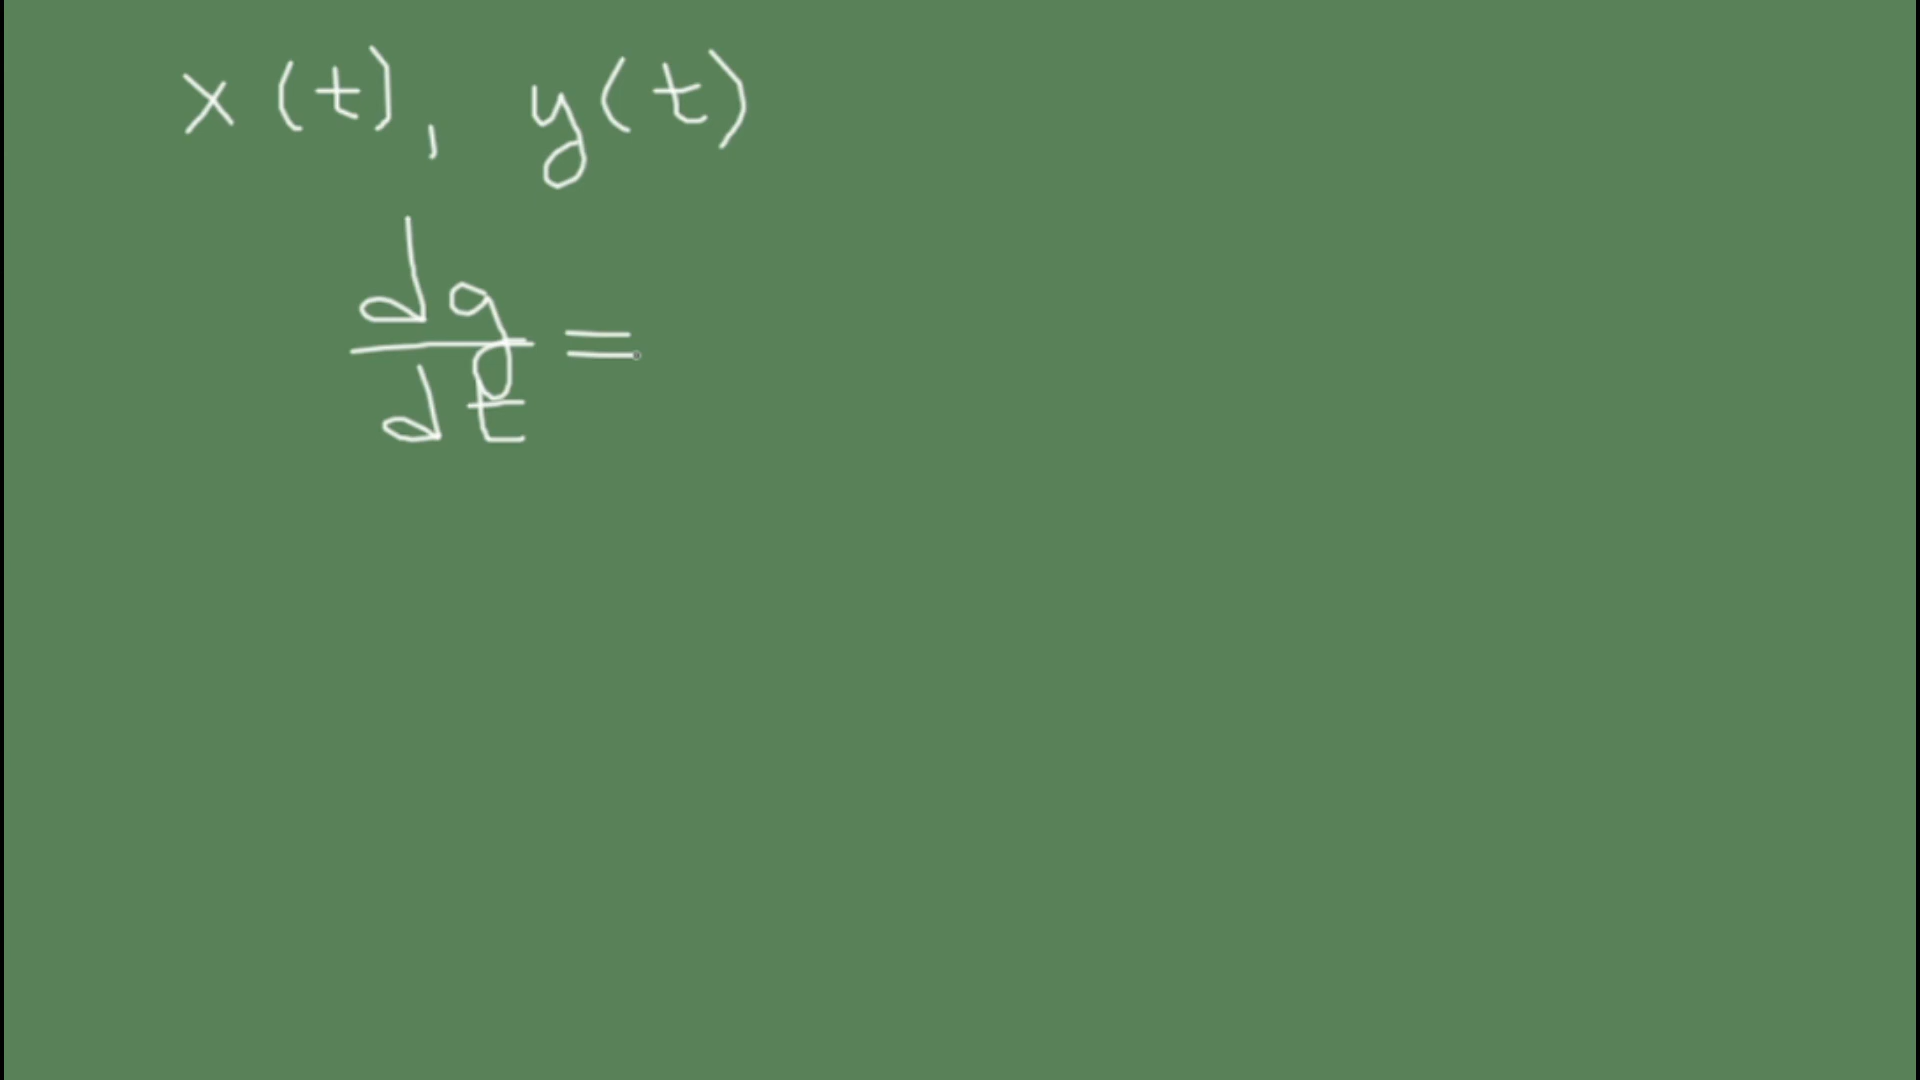 x(t), y(t)
dg/dt =